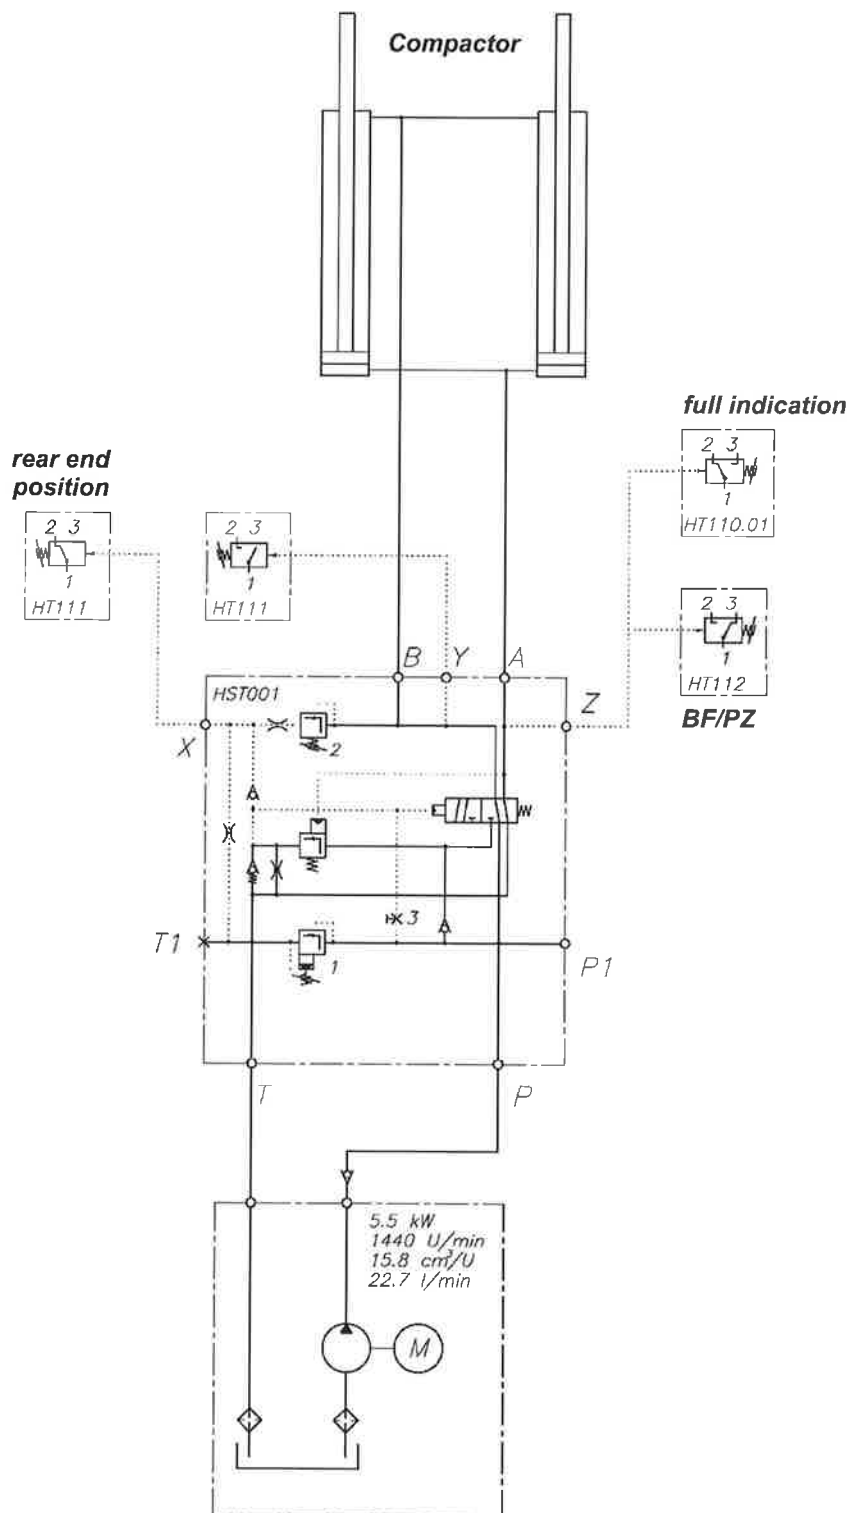 Compactor
full indication
2 3
1
HT110.01
rear end
position
2 3
1
HT111
2 3
1
HT111
2 3
1
HT112
BF/PZ
B Y A
HST001
Z
X
2
3
T1
1
P1
T
P
5.5 kW
1440 U/min
15.8 cm³/U
22.7 l/min
M